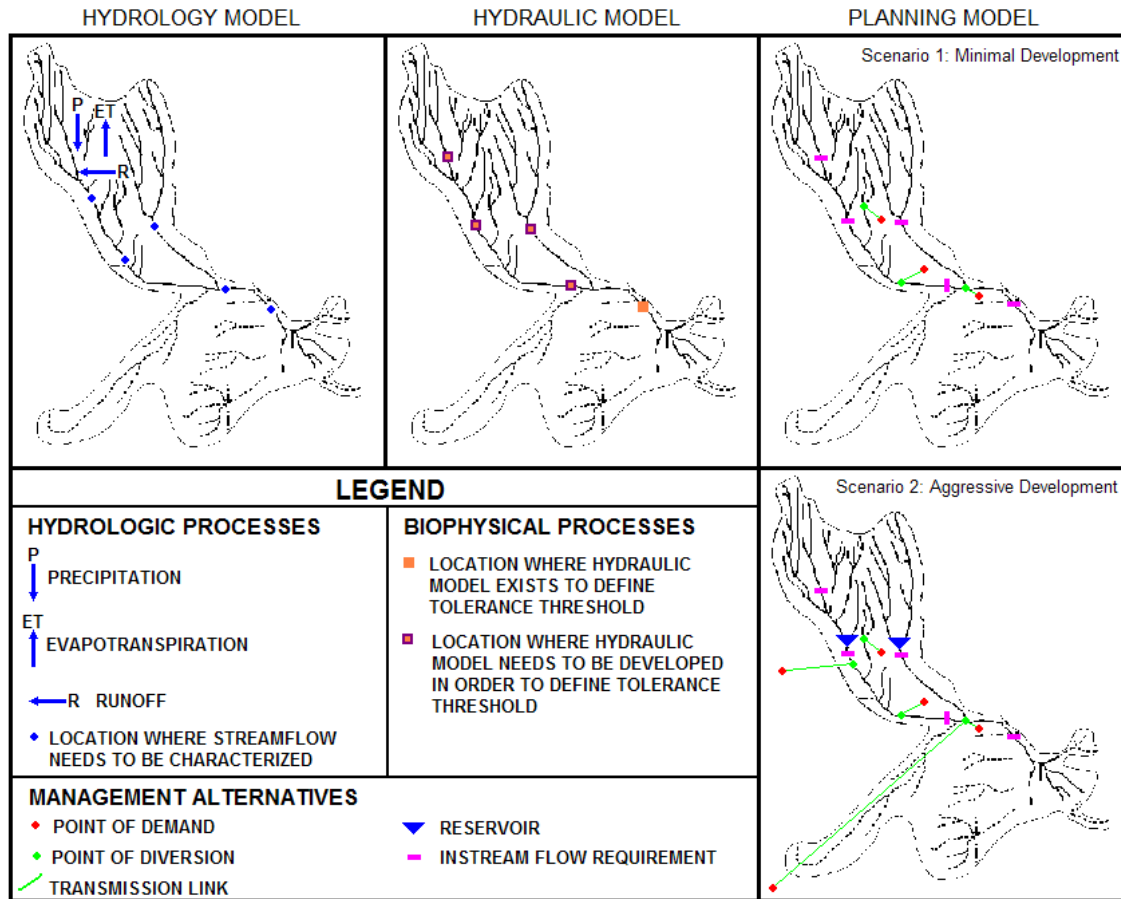 HYDROLOGY MODEL
HYDRAULIC MODEL
PLANNING MODEL
Scenario 1: Minimal Development
P
ET
R
Scenario 2: Aggressive Development
LEGEND
HYDROLOGIC PROCESSES
P
PRECIPITATION
ET
EVAPOTRANSPIRATION
R RUNOFF
LOCATION WHERE STREAMFLOW
NEEDS TO BE CHARACTERIZED
BIOPHYSICAL PROCESSES
LOCATION WHERE HYDRAULIC
MODEL EXISTS TO DEFINE
TOLERANCE THRESHOLD
LOCATION WHERE HYDRAULIC
MODEL NEEDS TO BE DEVELOPED
IN ORDER TO DEFINE TOLERANCE
THRESHOLD
MANAGEMENT ALTERNATIVES
POINT OF DEMAND
POINT OF DIVERSION
TRANSMISSION LINK
RESERVOIR
INSTREAM FLOW REQUIREMENT